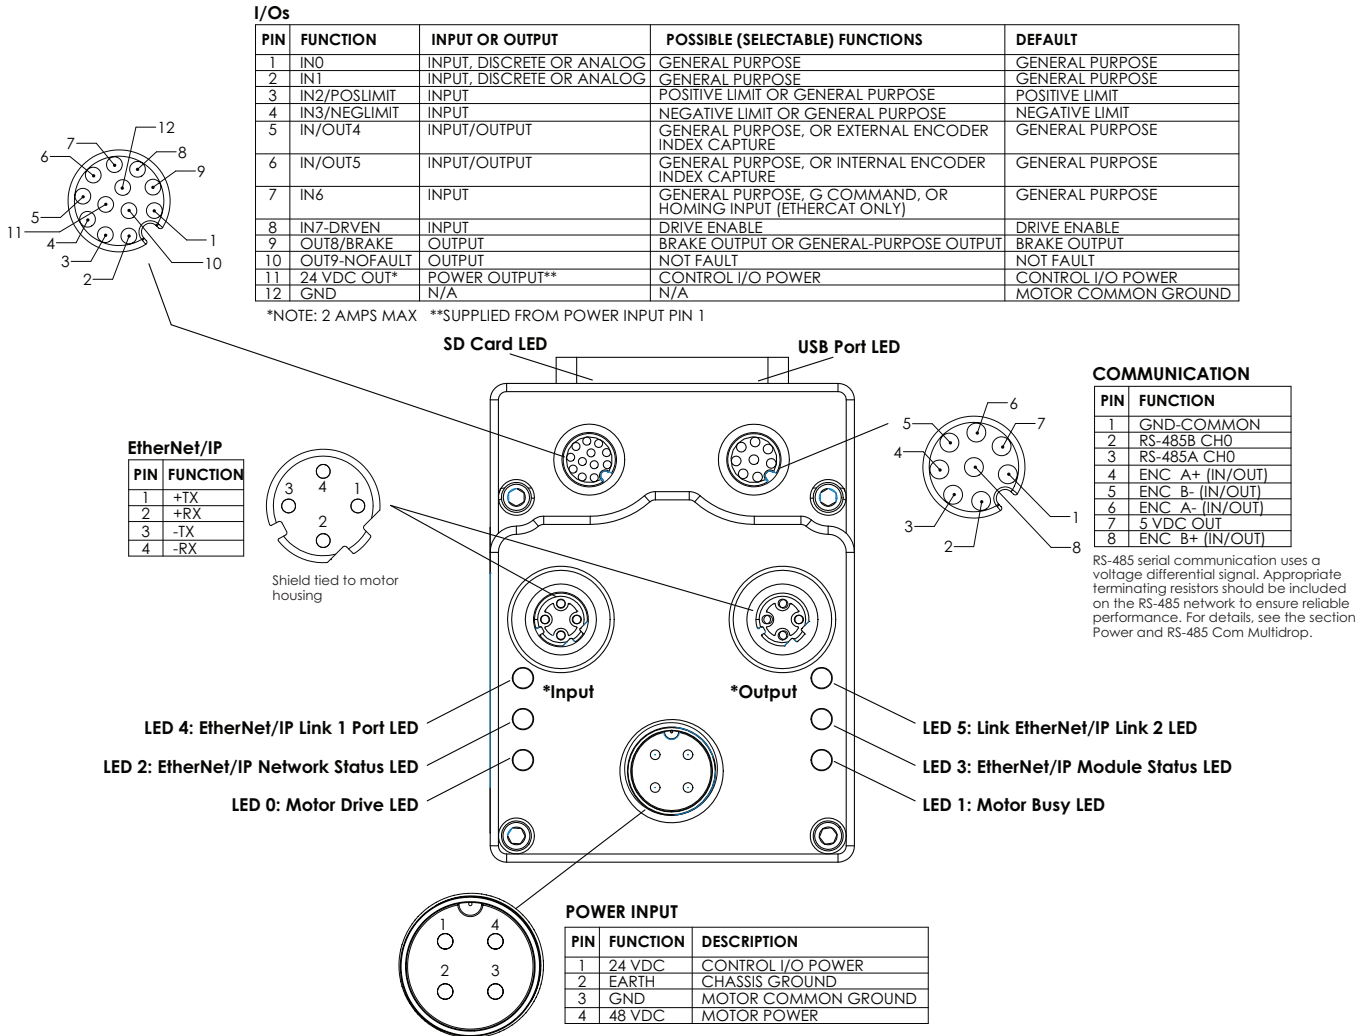 I/Os
PIN FUNCTION INPUT OR OUTPUT POSSIBLE (SELECTABLE) FUNCTIONS DEFAULT
1 IN0 INPUT, DISCRETE OR ANALOG GENERAL PURPOSE GENERAL PURPOSE
2 IN1 INPUT, DISCRETE OR ANALOG GENERAL PURPOSE GENERAL PURPOSE
3 IN2/POSLIMIT INPUT POSITIVE LIMIT OR GENERAL PURPOSE POSITIVE LIMIT
4 IN3/NEGLIMIT INPUT NEGATIVE LIMIT OR GENERAL PURPOSE NEGATIVE LIMIT
5 IN/OUT4 INPUT/OUTPUT GENERAL PURPOSE, OR EXTERNAL ENCODER GENERAL PURPOSE
INDEX CAPTURE
6 IN/OUT5 INPUT/OUTPUT GENERAL PURPOSE, OR INTERNAL ENCODER GENERAL PURPOSE
INDEX CAPTURE
7 IN6 INPUT GENERAL PURPOSE, G COMMAND, OR GENERAL PURPOSE
HOMING INPUT (ETHERCAT ONLY)
8 IN7-DRVEN INPUT DRIVE ENABLE DRIVE ENABLE
9 OUT8/BRAKE OUTPUT BRAKE OUTPUT OR GENERAL-PURPOSE OUTPUT BRAKE OUTPUT
10 OUT9-NOFAULT OUTPUT NOT FAULT NOT FAULT
11 24 VDC OUT* POWER OUTPUT** CONTROL I/O POWER CONTROL I/O POWER
12 GND N/A N/A MOTOR COMMON GROUND
*NOTE: 2 AMPS MAX **SUPPLIED FROM POWER INPUT PIN 1
12
7
8
6
9
5
11
4
1
3
10
2
SD Card LED
USB Port LED
COMMUNICATION
PIN FUNCTION
1 GND-COMMON
2 RS-485B CH0
3 RS-485A CH0
4 ENC A+ (IN/OUT)
5 ENC B- (IN/OUT)
6 ENC A- (IN/OUT)
7 5 VDC OUT
8 ENC B+ (IN/OUT)
RS-485 serial communication uses a
voltage differential signal. Appropriate
terminating resistors should be included
on the RS-485 network to ensure reliable
performance. For details, see the section
Power and RS-485 Com Multidrop.
6
5
7
4
3
1
2
8
EtherNet/IP
PIN FUNCTION
1 +TX
2 +RX
3 -TX
4 -RX
3
4
1
2
Shield tied to motor
housing
*Input
*Output
LED 4: EtherNet/IP Link 1 Port LED
LED 5: Link EtherNet/IP Link 2 LED
LED 2: EtherNet/IP Network Status LED
LED 3: EtherNet/IP Module Status LED
LED 0: Motor Drive LED
LED 1: Motor Busy LED
1
4
2
3
POWER INPUT
PIN FUNCTION DESCRIPTION
1 24 VDC CONTROL I/O POWER
2 EARTH CHASSIS GROUND
3 GND MOTOR COMMON GROUND
4 48 VDC MOTOR POWER